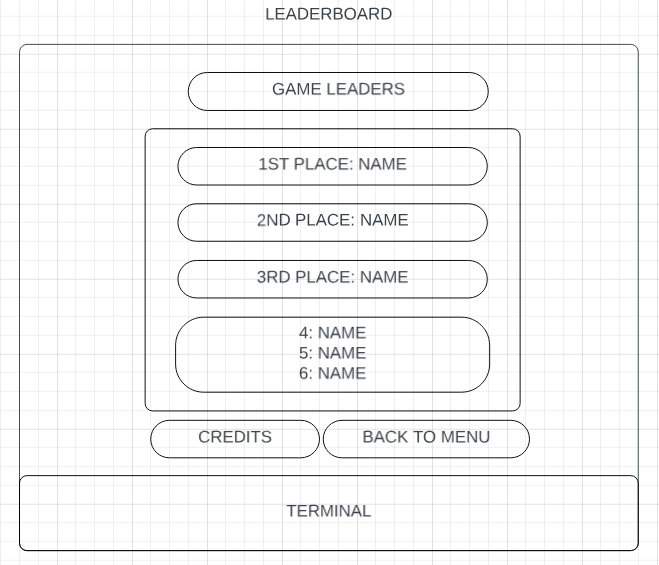 LEADERBOARD
GAME LEADERS
1ST PLACE: NAME
2ND PLACE: NAME
3RD PLACE: NAME
4: NAME
5: NAME
6: NAME
CREDITS
BACK TO MENU
TERMINAL